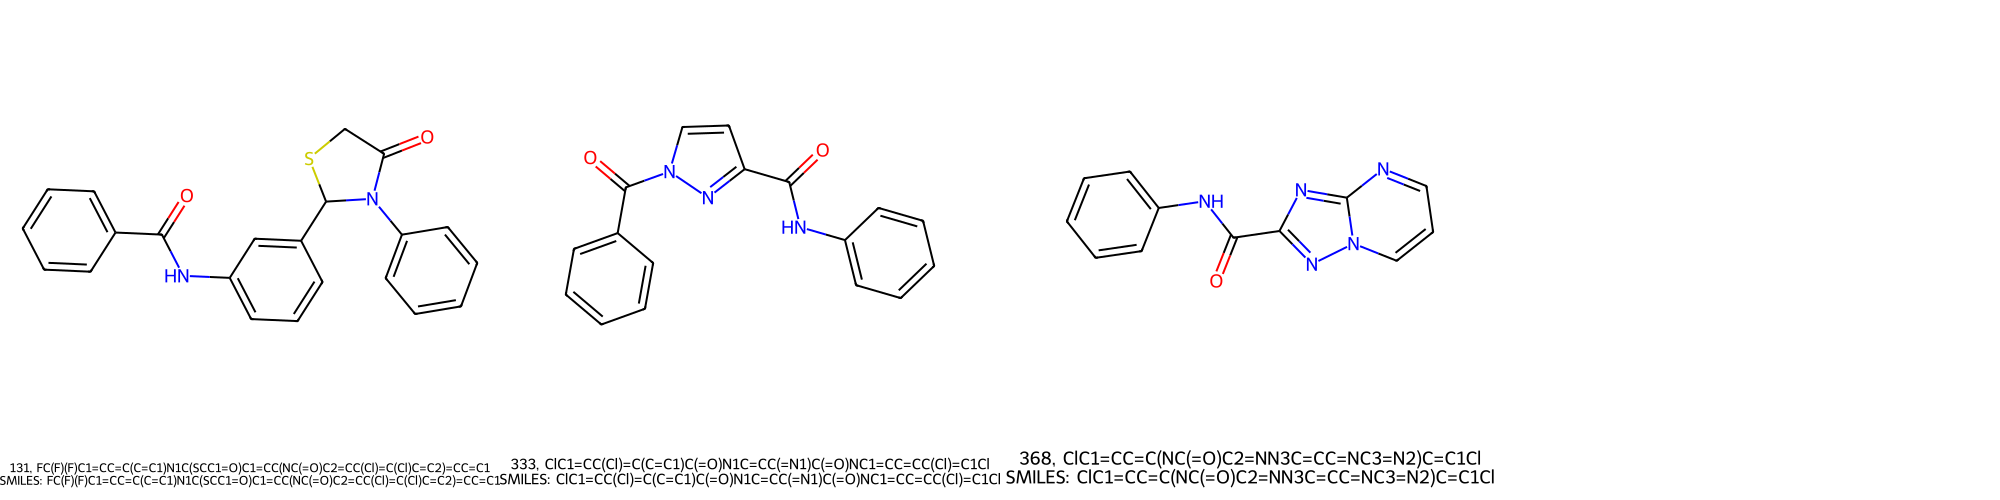 O
S
N
O
HN
O
N
N
O
HN
NH
O
N
N
N
N
131, FC(F)(F)C1=CC=C(C=C1)N1C(SCC1=O)C1=CC(NC(=O)C2=CC(Cl)=C(Cl)C=C2)=CC=C1
SMILES: FC(F)(F)C1=CC=C(C=C1)N1C(SCC1=O)C1=CC(NC(=O)C2=CC(Cl)=C(Cl)C=C2)=CC=C1
333, ClC1=CC(Cl)=C(C=C1)C(=O)N1C=CC(=N1)C(=O)NC1=CC=CC(Cl)=C1Cl
SMILES: ClC1=CC(Cl)=C(C=C1)C(=O)N1C=CC(=N1)C(=O)NC1=CC=CC(Cl)=C1Cl
368, ClC1=CC=C(NC(=O)C2=NN3C=CC=NC3=N2)C=C1Cl
SMILES: ClC1=CC=C(NC(=O)C2=NN3C=CC=NC3=N2)C=C1Cl